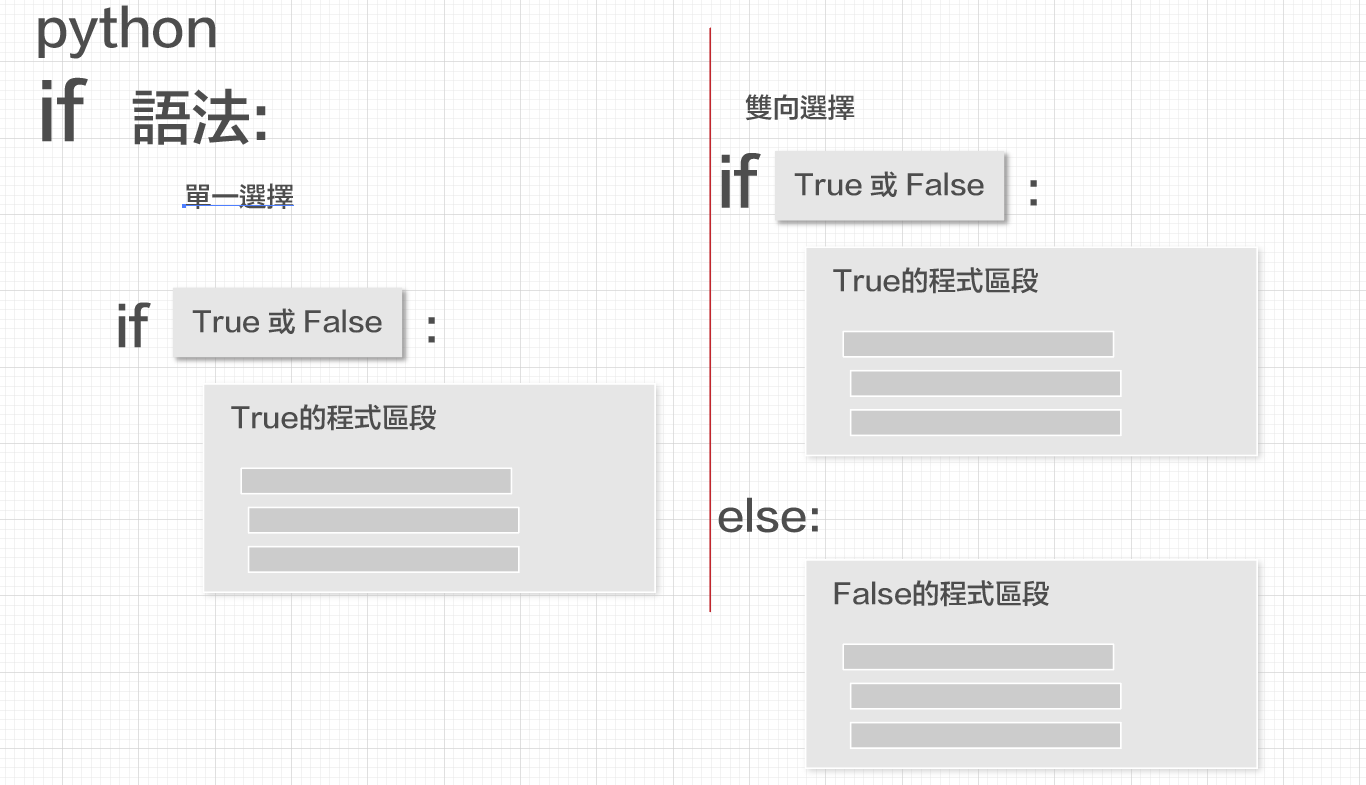 python
if 語法:
單一選擇
if True 或 False :
True的程式區段
雙向選擇
if True 或 False :
True的程式區段
else:
False的程式區段